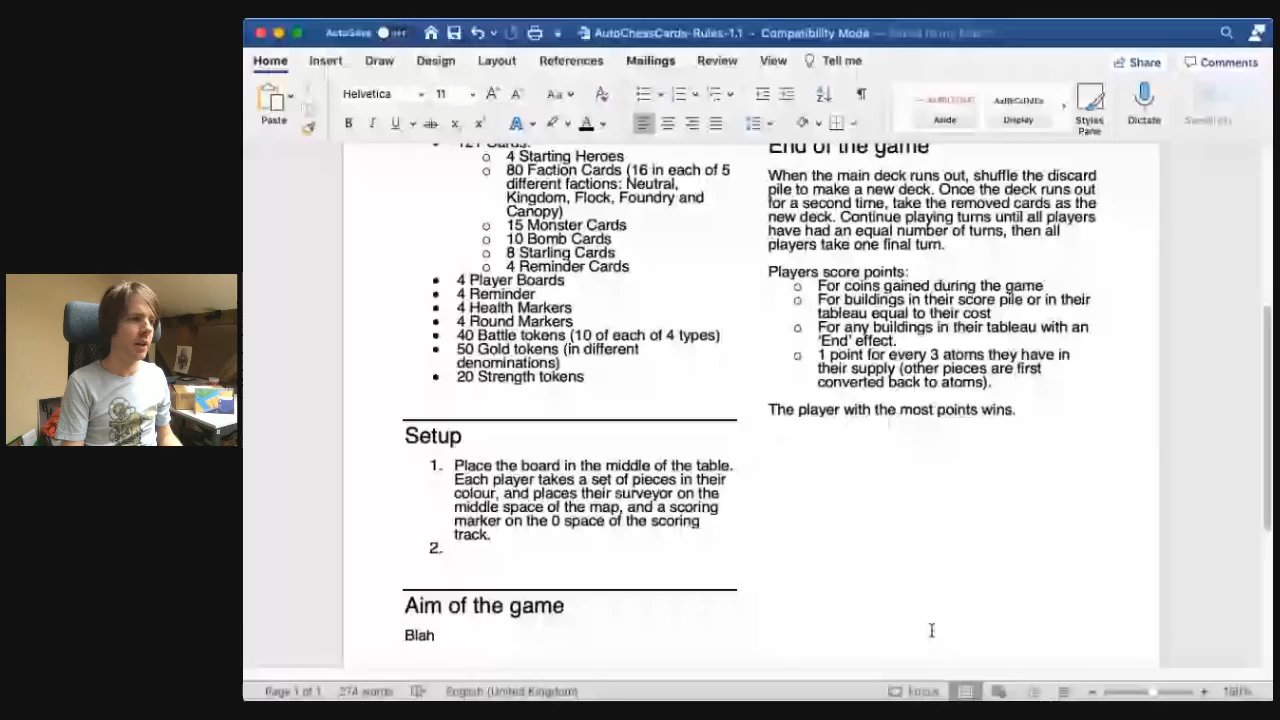 AutoSave OFF
AutoChessCards-Rules-1.1 - Compatibility Mode
Home Insert Draw Design Layout References Mailings Review View Tell me
Share Comments
Paste
Helvetica 11
Aside Display
Styles Pane
Dictate
121 Cards:
4 Starting Heroes
80 Faction Cards (16 in each of 5
different factions: Neutral,
Kingdom, Flock, Foundry and
Canopy)
15 Monster Cards
10 Bomb Cards
8 Starling Cards
4 Reminder Cards
4 Player Boards
4 Reminder
4 Health Markers
4 Round Markers
40 Battle tokens (10 of each of 4 types)
50 Gold tokens (in different
denominations)
20 Strength tokens
Setup
1. Place the board in the middle of the table.
Each player takes a set of pieces in their
colour, and places their surveyor on the
middle space of the map, and a scoring
marker on the 0 space of the scoring
track.
2.
Aim of the game
Blah
End of the game
When the main deck runs out, shuffle the discard
pile to make a new deck. Once the deck runs out
for a second time, take the removed cards as the
new deck. Continue playing turns until all players
have had an equal number of turns, then all
players take one final turn.
Players score points:
For coins gained during the game
For buildings in their score pile or in their
tableau equal to their cost
For any buildings in their tableau with an
'End' effect.
1 point for every 3 atoms they have in
their supply (other pieces are first
converted back to atoms).
The player with the most points wins.
Page 1 of 1 274 words English (United Kingdom)
Focus